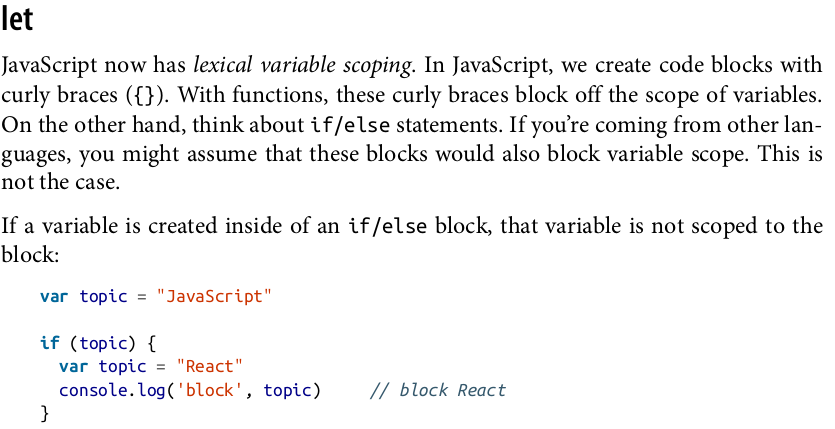 let
JavaScript now has lexical variable scoping. In JavaScript, we create code blocks with
curly braces ({}). With functions, these curly braces block off the scope of variables.
On the other hand, think about if/else statements. If you’re coming from other lan-
guages, you might assume that these blocks would also block variable scope. This is
not the case.
If a variable is created inside of an if/else block, that variable is not scoped to the
block:
var topic = "JavaScript"
if (topic) {
  var topic = "React"
  console.log('block', topic)     // block React
}